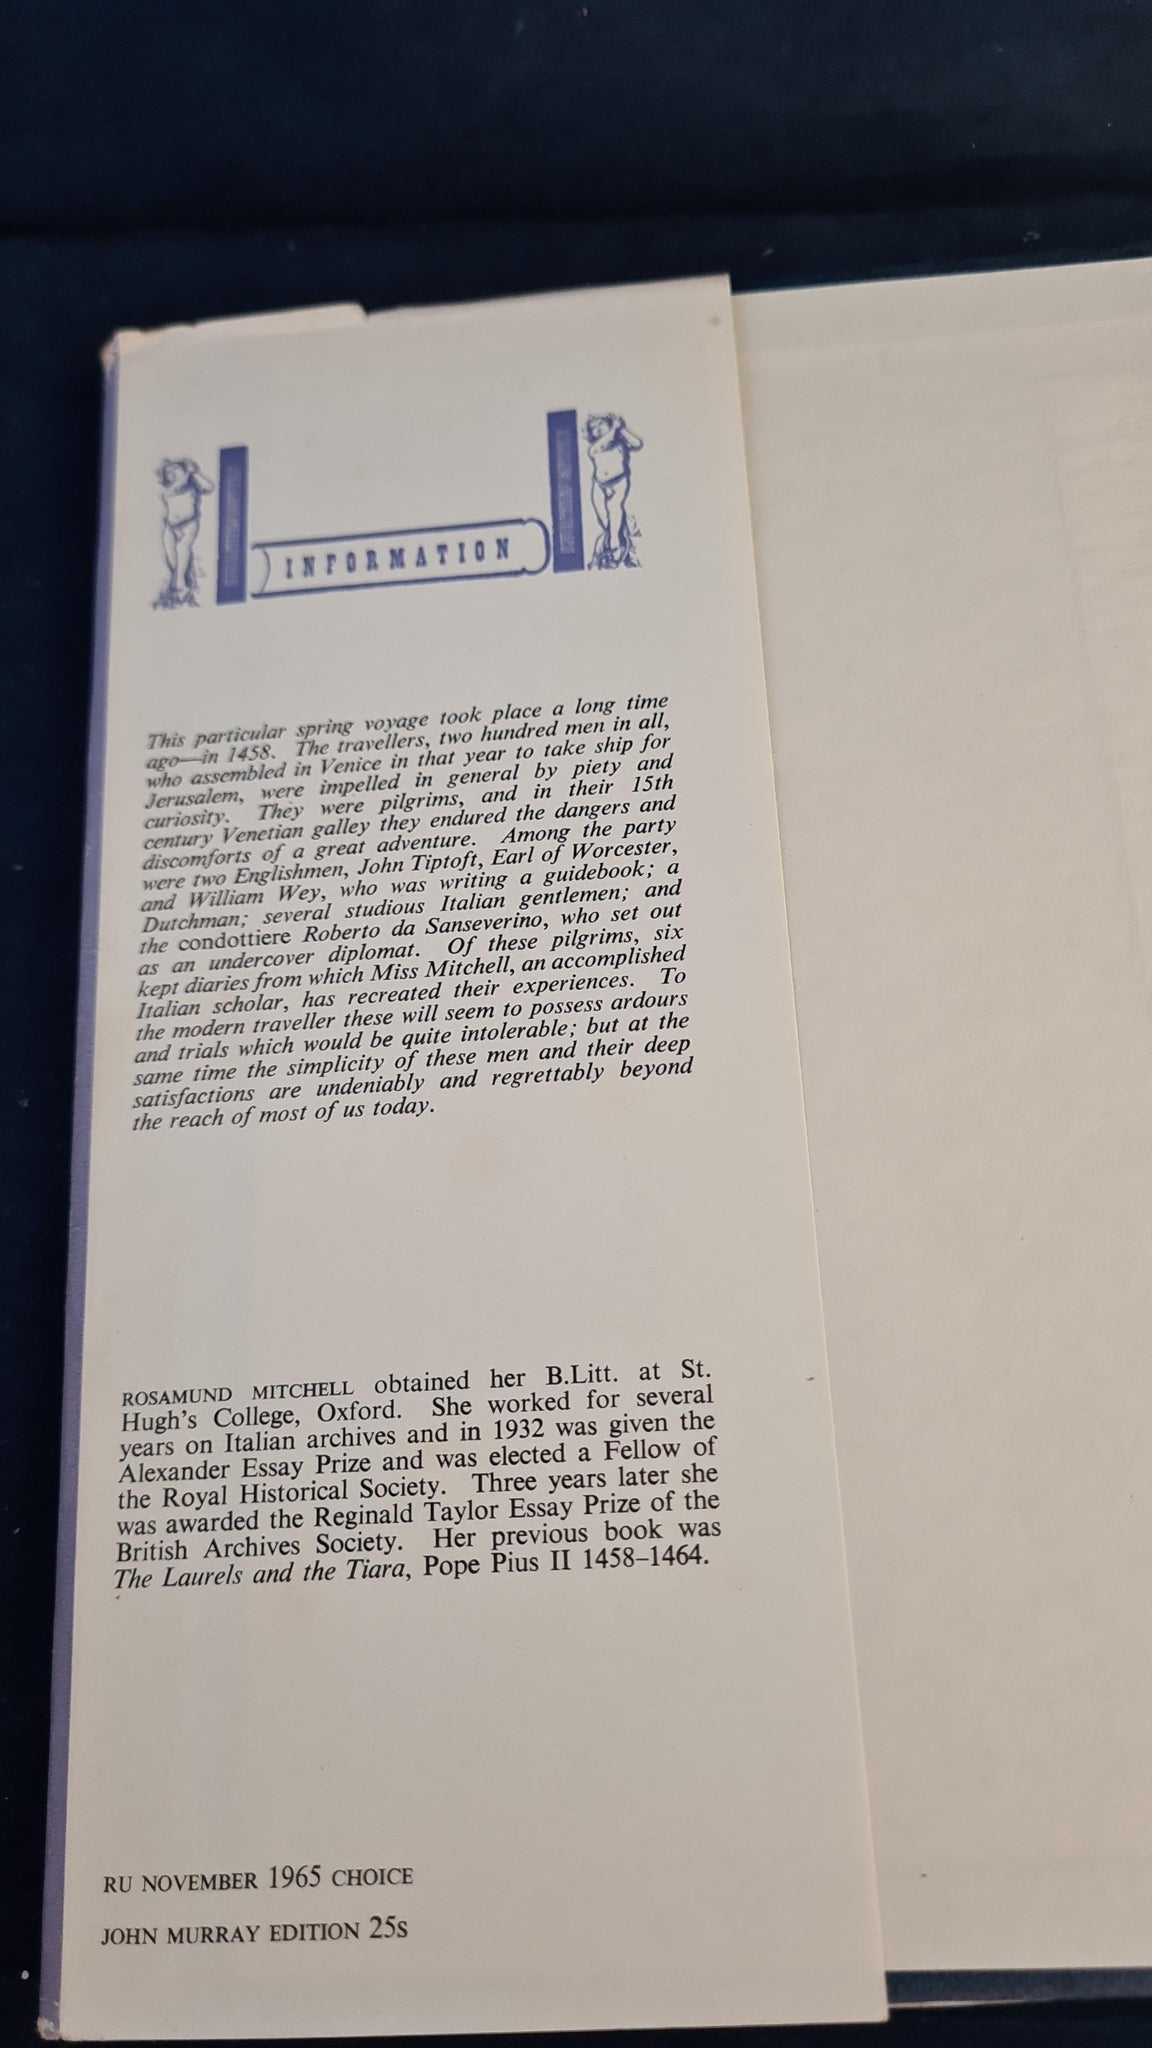 INFORMATION
This particular spring voyage took place a long time
ago—in 1458. The travellers, two hundred men in all,
who assembled in Venice in that year to take ship for
Jerusalem, were impelled in general by piety and
curiosity. They were pilgrims, and in their 15th
century Venetian galley they endured the dangers and
discomforts of a great adventure. Among the party
were two Englishmen, John Tiptoft, Earl of Worcester,
and William Wey, who was writing a guidebook; a
Dutchman; several studious Italian gentlemen; and
the condottiere Roberto da Sanseverino, who set out
as an undercover diplomat. Of these pilgrims, six
kept diaries from which Miss Mitchell, an accomplished
Italian scholar, has recreated their experiences. To
the modern traveller these will seem to possess ardours
and trials which would be quite intolerable; but at the
same time the simplicity of these men and their deep
satisfactions are undeniably and regrettably beyond
the reach of most of us today.
ROSAMUND MITCHELL obtained her B.Litt. at St.
Hugh's College, Oxford. She worked for several
years on Italian archives and in 1932 was given the
Alexander Essay Prize and was elected a Fellow of
the Royal Historical Society. Three years later she
was awarded the Reginald Taylor Essay Prize of the
British Archives Society. Her previous book was
The Laurels and the Tiara, Pope Pius II 1458–1464.
RU NOVEMBER 1965 CHOICE
JOHN MURRAY EDITION 25s